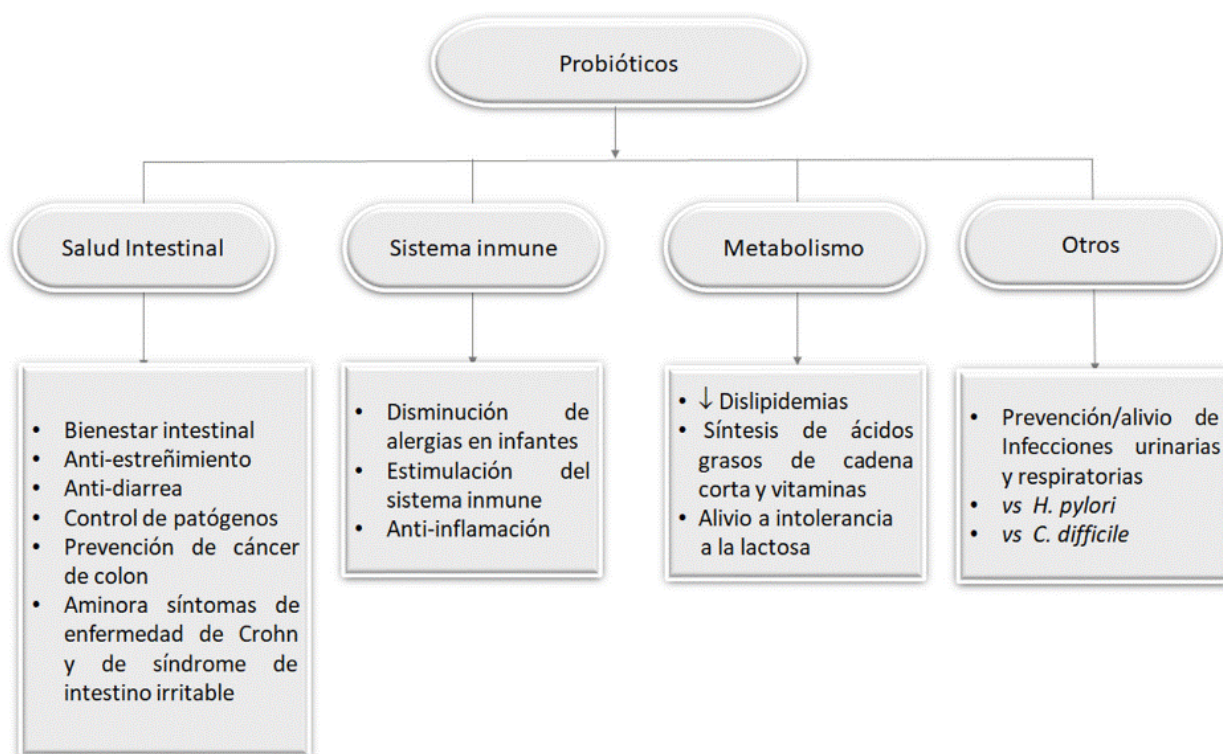 Probióticos
Salud Intestinal
Sistema inmune
Metabolismo
Otros
• Bienestar intestinal
• Anti-estreñimiento
• Anti-diarrea
• Control de patógenos
• Prevención de cáncer
de colon
• Aminora síntomas de
enfermedad de Crohn
y de síndrome de
intestino irritable
• Disminución de
alergias en infantes
• Estimulación del
sistema inmune
• Anti-inflamación
• ↓ Dislipidemias
• Síntesis de ácidos
grasos de cadena
corta y vitaminas
• Alivio a intolerancia
a la lactosa
• Prevención/alivio de
Infecciones urinarias
y respiratorias
• vs H. pylori
• vs C. difficile